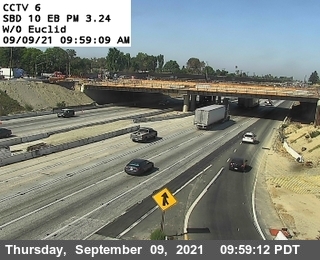 CCTV 6
SBD 10 EB PM 3.24
W/O Euclid
09/09/21 09:59:09 AM
Thursday, September 09, 2021 09:59:12 PDT